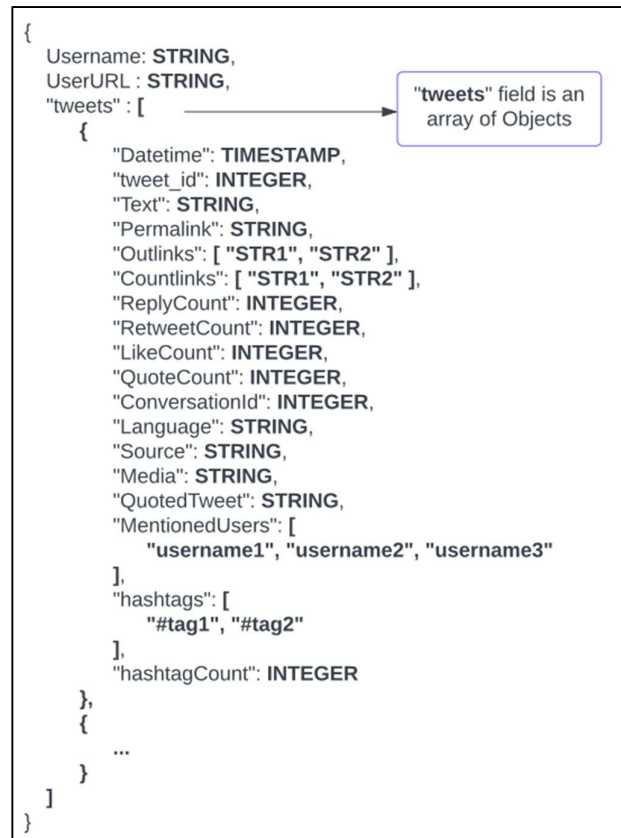 {
Username: STRING,
UserURL : STRING,
"tweets" : [
"tweets" field is an
array of Objects
{
"Datetime": TIMESTAMP,
"tweet_id": INTEGER,
"Text": STRING,
"Permalink": STRING,
"Outlinks": [ "STR1", "STR2" ],
"Countlinks": [ "STR1", "STR2" ],
"ReplyCount": INTEGER,
"RetweetCount": INTEGER,
"LikeCount": INTEGER,
"QuoteCount": INTEGER,
"ConversationId": INTEGER,
"Language": STRING,
"Source": STRING,
"Media": STRING,
"QuotedTweet": STRING,
"MentionedUsers": [
"username1", "username2", "username3"
],
"hashtags": [
"#tag1", "#tag2"
],
"hashtagCount": INTEGER
},
{
...
}
]
}